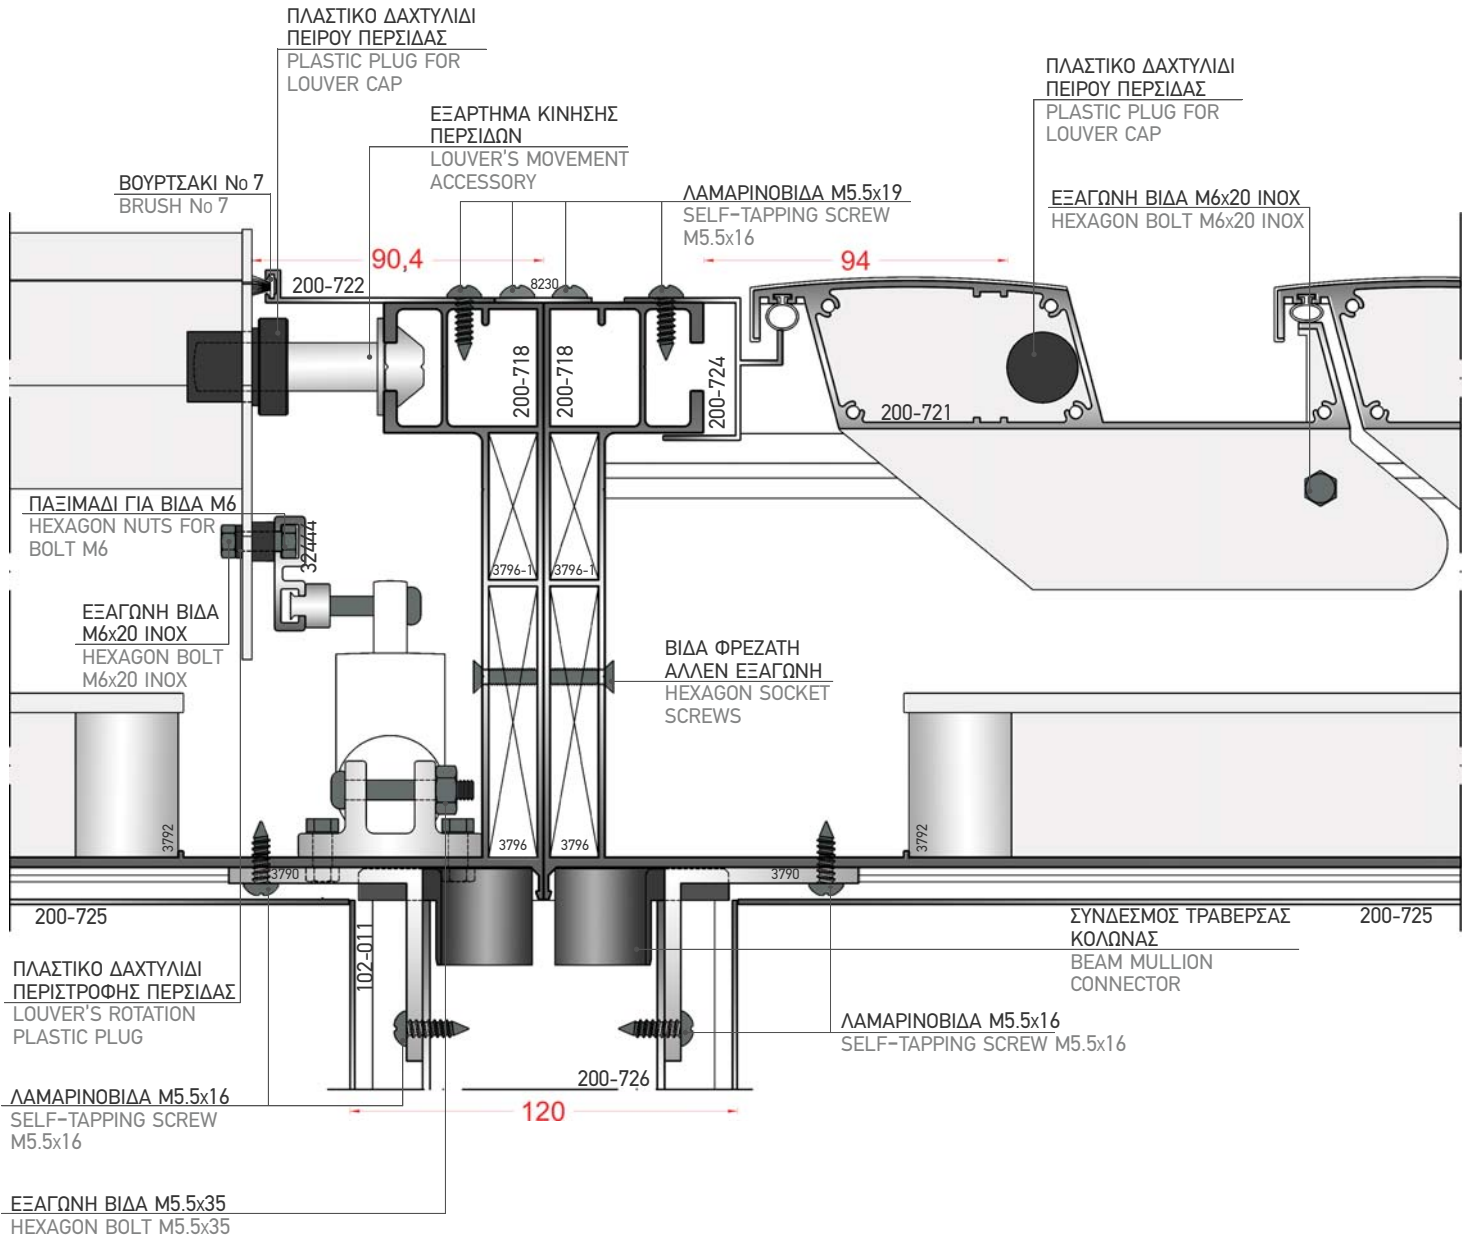 ΠΛΑΣΤΙΚΟ ΔΑΧΤΥΛΙΔΙ
ΠΕΙΡΟΥ ΠΕΡΣΙΔΑΣ
PLASTIC PLUG FOR
LOUVER CAP
ΠΛΑΣΤΙΚΟ ΔΑΧΤΥΛΙΔΙ
ΠΕΙΡΟΥ ΠΕΡΣΙΔΑΣ
PLASTIC PLUG FOR
LOUVER CAP
ΕΞΑΡΤΗΜΑ ΚΙΝΗΣΗΣ
ΠΕΡΣΙΔΩΝ
LOUVER'S MOVEMENT
ACCESSORY
ΒΟΥΡΤΣΑΚΙ Νο 7
BRUSH No 7
ΛΑΜΑΡΙΝΟΒΙΔΑ M5.5x19
SELF-TAPPING SCREW
M5.5x16
ΕΞΑΓΩΝΗ ΒΙΔΑ M6x20 INOX
HEXAGON BOLT M6x20 INOX
90,4
94
200-722
8230
200-718
200-718
200-724
200-721
ΠΑΞΙΜΑΔΙ ΓΙΑ ΒΙΔΑ M6
HEXAGON NUTS FOR
BOLT M6
32444
3796-1
3796-1
ΕΞΑΓΩΝΗ ΒΙΔΑ
M6x20 INOX
HEXAGON BOLT
M6x20 INOX
ΒΙΔΑ ΦΡΕΖΑΤΗ
ΑΛΛΕΝ ΕΞΑΓΩΝΗ
HEXAGON SOCKET
SCREWS
3792
3796
3796
3792
3790
3790
200-725
200-725
102-011
ΣΥΝΔΕΣΜΟΣ ΤΡΑΒΕΡΣΑΣ
ΚΟΛΩΝΑΣ
BEAM MULLION
CONNECTOR
ΠΛΑΣΤΙΚΟ ΔΑΧΤΥΛΙΔΙ
ΠΕΡΙΣΤΡΟΦΗΣ ΠΕΡΣΙΔΑΣ
LOUVER'S ROTATION
PLASTIC PLUG
ΛΑΜΑΡΙΝΟΒΙΔΑ M5.5x16
SELF-TAPPING SCREW M5.5x16
200-726
120
ΛΑΜΑΡΙΝΟΒΙΔΑ M5.5x16
SELF-TAPPING SCREW
M5.5x16
ΕΞΑΓΩΝΗ ΒΙΔΑ M5.5x35
HEXAGON BOLT M5.5x35